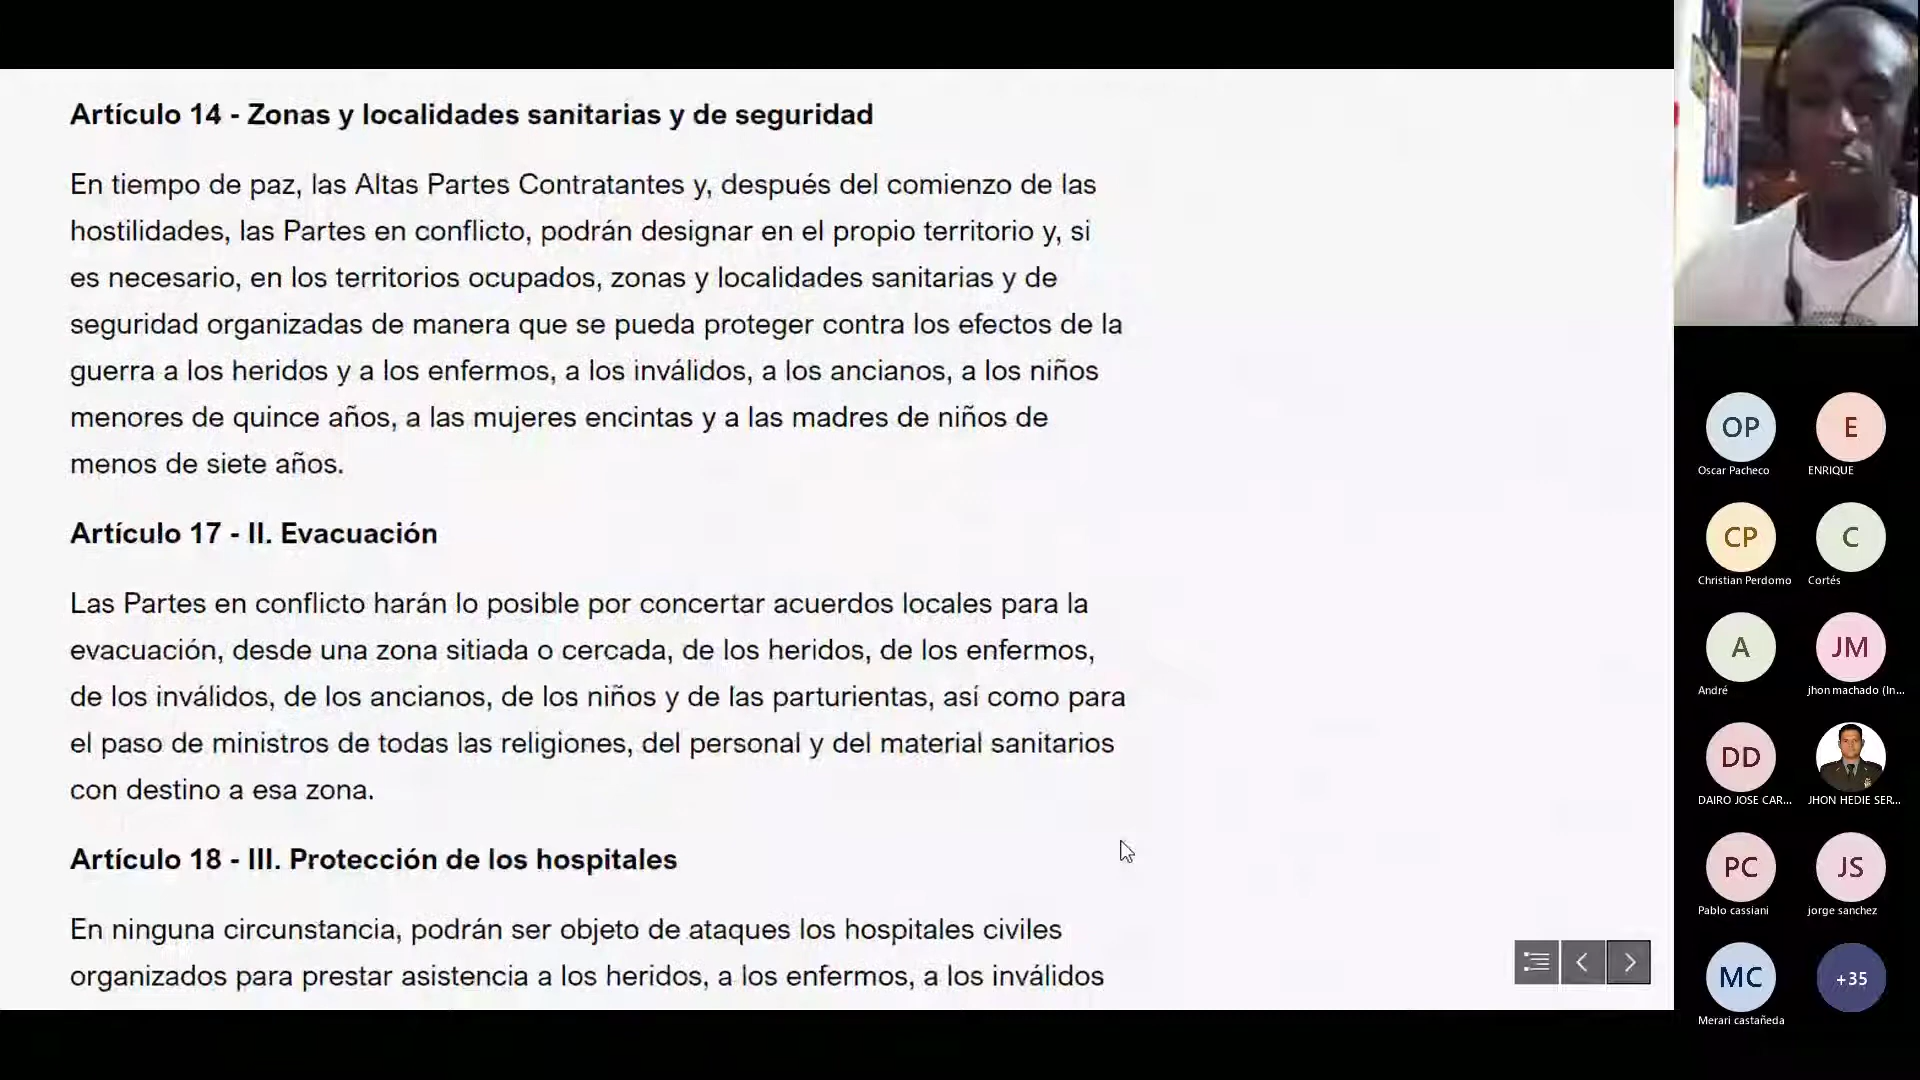 Artículo 14 - Zonas y localidades sanitarias y de seguridad
En tiempo de paz, las Altas Partes Contratantes y, después del comienzo de las
hostilidades, las Partes en conflicto, podrán designar en el propio territorio y, si
es necesario, en los territorios ocupados, zonas y localidades sanitarias y de
seguridad organizadas de manera que se pueda proteger contra los efectos de la
guerra a los heridos y a los enfermos, a los inválidos, a los ancianos, a los niños
menores de quince años, a las mujeres encintas y a las madres de niños de
menos de siete años.
Artículo 17 - II. Evacuación
Las Partes en conflicto harán lo posible por concertar acuerdos locales para la
evacuación, desde una zona sitiada o cercada, de los heridos, de los enfermos,
de los inválidos, de los ancianos, de los niños y de las parturientas, así como para
el paso de ministros de todas las religiones, del personal y del material sanitarios
con destino a esa zona.
Artículo 18 - III. Protección de los hospitales
En ninguna circunstancia, podrán ser objeto de ataques los hospitales civiles
organizados para prestar asistencia a los heridos, a los enfermos, a los inválidos
OP E
Oscar Pacheco ENRIQUE
CP C
Christian Perdomo Cortés
A JM
André jhon machado (In...
DD
DAIRO JOSE CAR... JHON HEDIE SER...
PC JS
Pablo cassiani jorge sanchez
MC +35
Merari castañeda